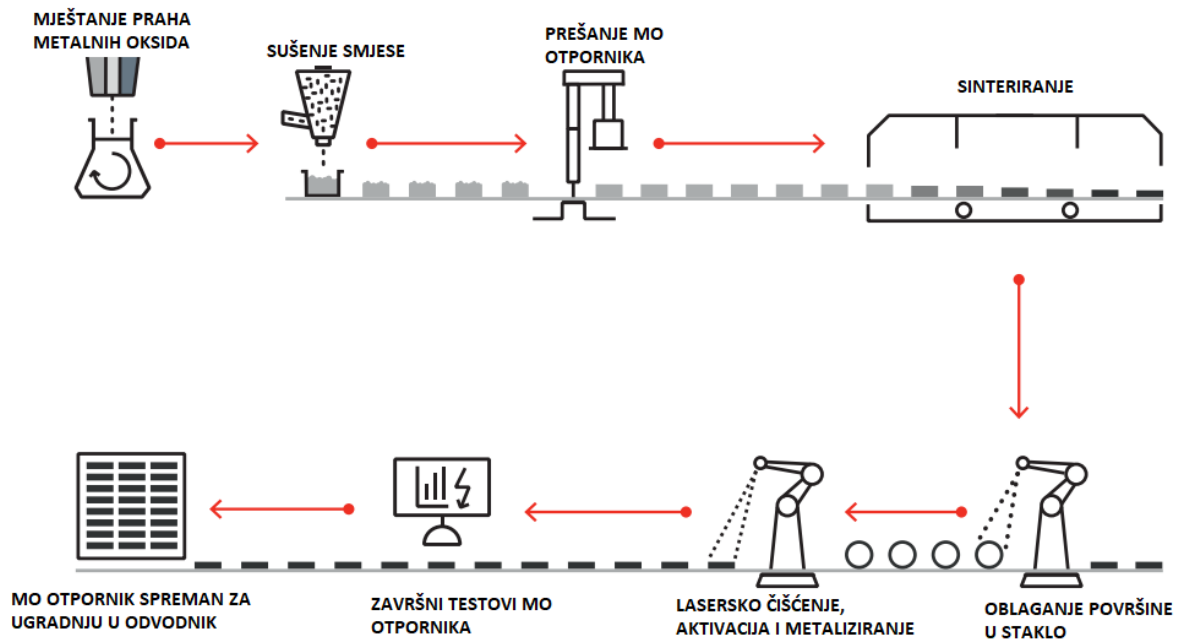 MJEŠTANJE PRAHA
METALNIH OKSIDA
SUŠENJE SMJESE
PREŠANJE MO
OTPORNIKA
SINTERIRANJE
MO OTPORNIK SPREMAN ZA
UGRADNJU U ODVODNIK
ZAVRŠNI TESTOVI MO
OTPORNIKA
LASERSKO ČIŠĆENJE,
AKTIVACIJA I METALIZIRANJE
OBLAGANJE POVRŠINE
U STAKLO